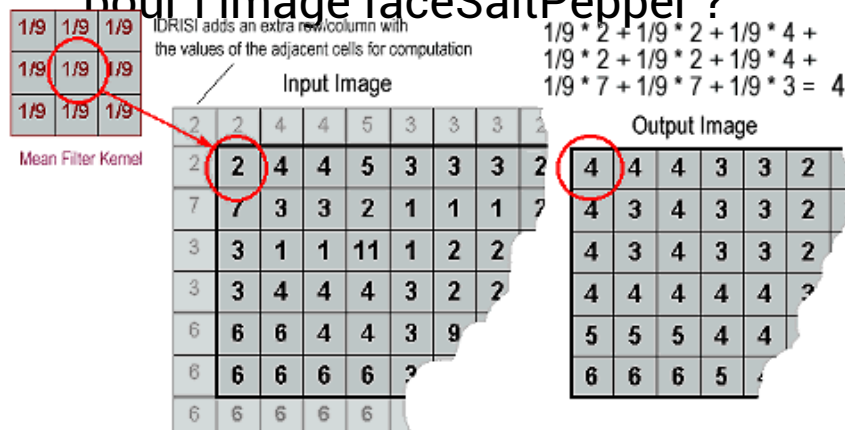 pour l'image faceSaltPepper ?
1/9 1/9 1/9
1/9 1/9 1/9
1/9 1/9 1/9
Mean Filter Kernel
IDRISI adds an extra row/column with
the values of the adjacent cells for computation
Input Image
2 2 4 4 5 3 3 3 2
2 2 4 4 5 3 3 3 2
7 7 3 3 2 1 1 1 2
3 3 1 1 11 1 2 2
3 3 4 4 4 3 2 2
6 6 6 4 4 3 9
6 6 6 6 6 3
6 6 6 6 6
1/9 * 2 + 1/9 * 2 + 1/9 * 4 +
1/9 * 2 + 1/9 * 2 + 1/9 * 4 +
1/9 * 7 + 1/9 * 7 + 1/9 * 3 = 4
Output Image
4 4 4 3 3 2
4 3 4 3 3 2
4 3 4 3 3 2
4 4 4 4 4 3
5 5 5 4 4
6 6 6 5